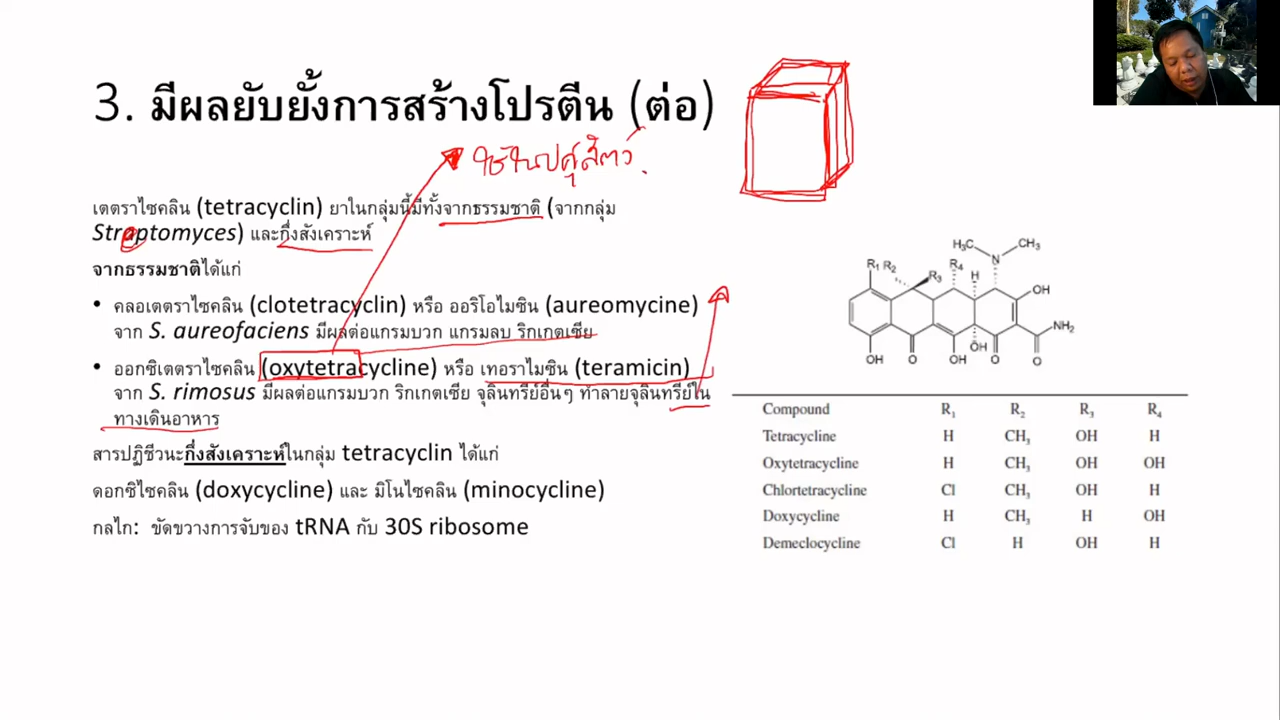 3. มีผลยับยั้งการสร้างโปรตีน (ต่อ)
ใช้ในปศุสัตว์
เตตราไซคลิน (tetracyclin) ยาในกลุ่มนี้มีทั้งจากธรรมชาติ (จากกลุ่ม
Straptomyces) และกึ่งสังเคราะห์
จากธรรมชาติได้แก่
• คลอเตตราไซคลิน (clotetracyclin) หรือ ออริโอไมซิน (aureomycine)
จาก S. aureofaciens มีผลต่อแกรมบวก แกรมลบ ริกเกตเซีย
• ออกซิเตตราไซคลิน (oxytetracycline) หรือ เทอราไมซิน (teramicin)
จาก S. rimosus มีผลต่อแกรมบวก ริกเกตเซีย จุลินทรีย์อื่นๆ ทำลายจุลินทรีย์ใน
ทางเดินอาหาร
สารปฏิชีวนะกึ่งสังเคราะห์ในกลุ่ม tetracyclin ได้แก่
ดอกซิไซคลิน (doxycycline) และ มิโนไซคลิน (minocycline)
กลไก: ขัดขวางการจับของ tRNA กับ 30S ribosome
H₃C CH₃
N
R₁ R₂ R₃ R₄ H
OH
NH₂
OH O OH OH O O
Compound R₁ R₂ R₃ R₄
Tetracycline H CH₃ OH H
Oxytetracycline H CH₃ OH OH
Chlortetracycline Cl CH₃ OH H
Doxycycline H CH₃ H OH
Demeclocycline Cl H OH H